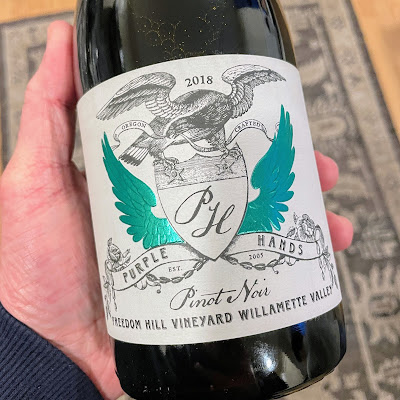 2018
OREGON CRAFTED
PH
PURPLE HANDS
EST. 2005
Pinot Noir
FREEDOM HILL VINEYARD WILLAMETTE VALLEY